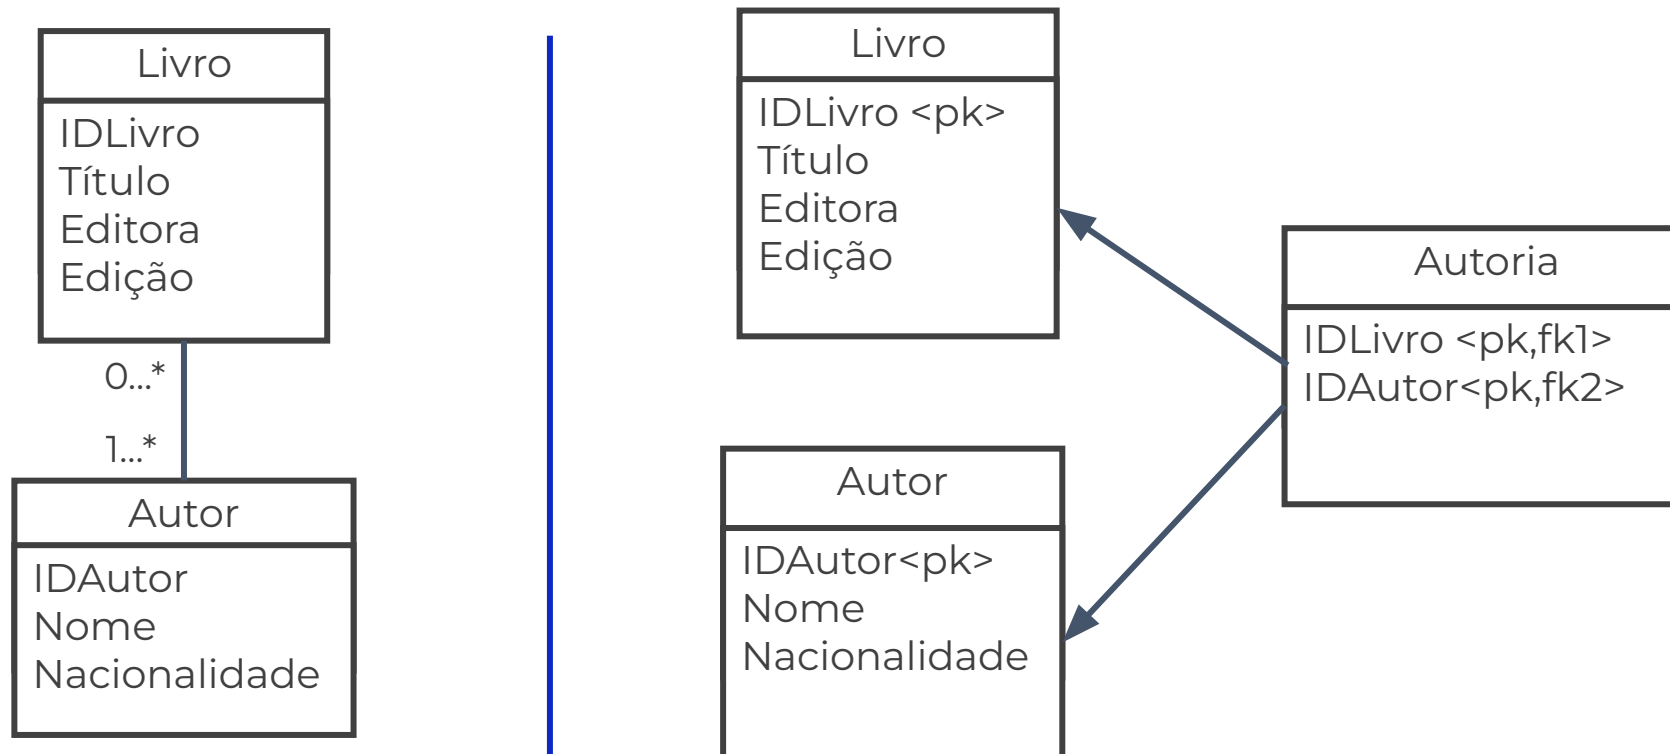 Livro
IDLivro
Título
Editora
Edição
0...*
1...*
Autor
IDAutor
Nome
Nacionalidade
Livro
IDLivro <pk>
Título
Editora
Edição
Autor
IDAutor<pk>
Nome
Nacionalidade
Autoria
IDLivro <pk,fk1>
IDAutor<pk,fk2>